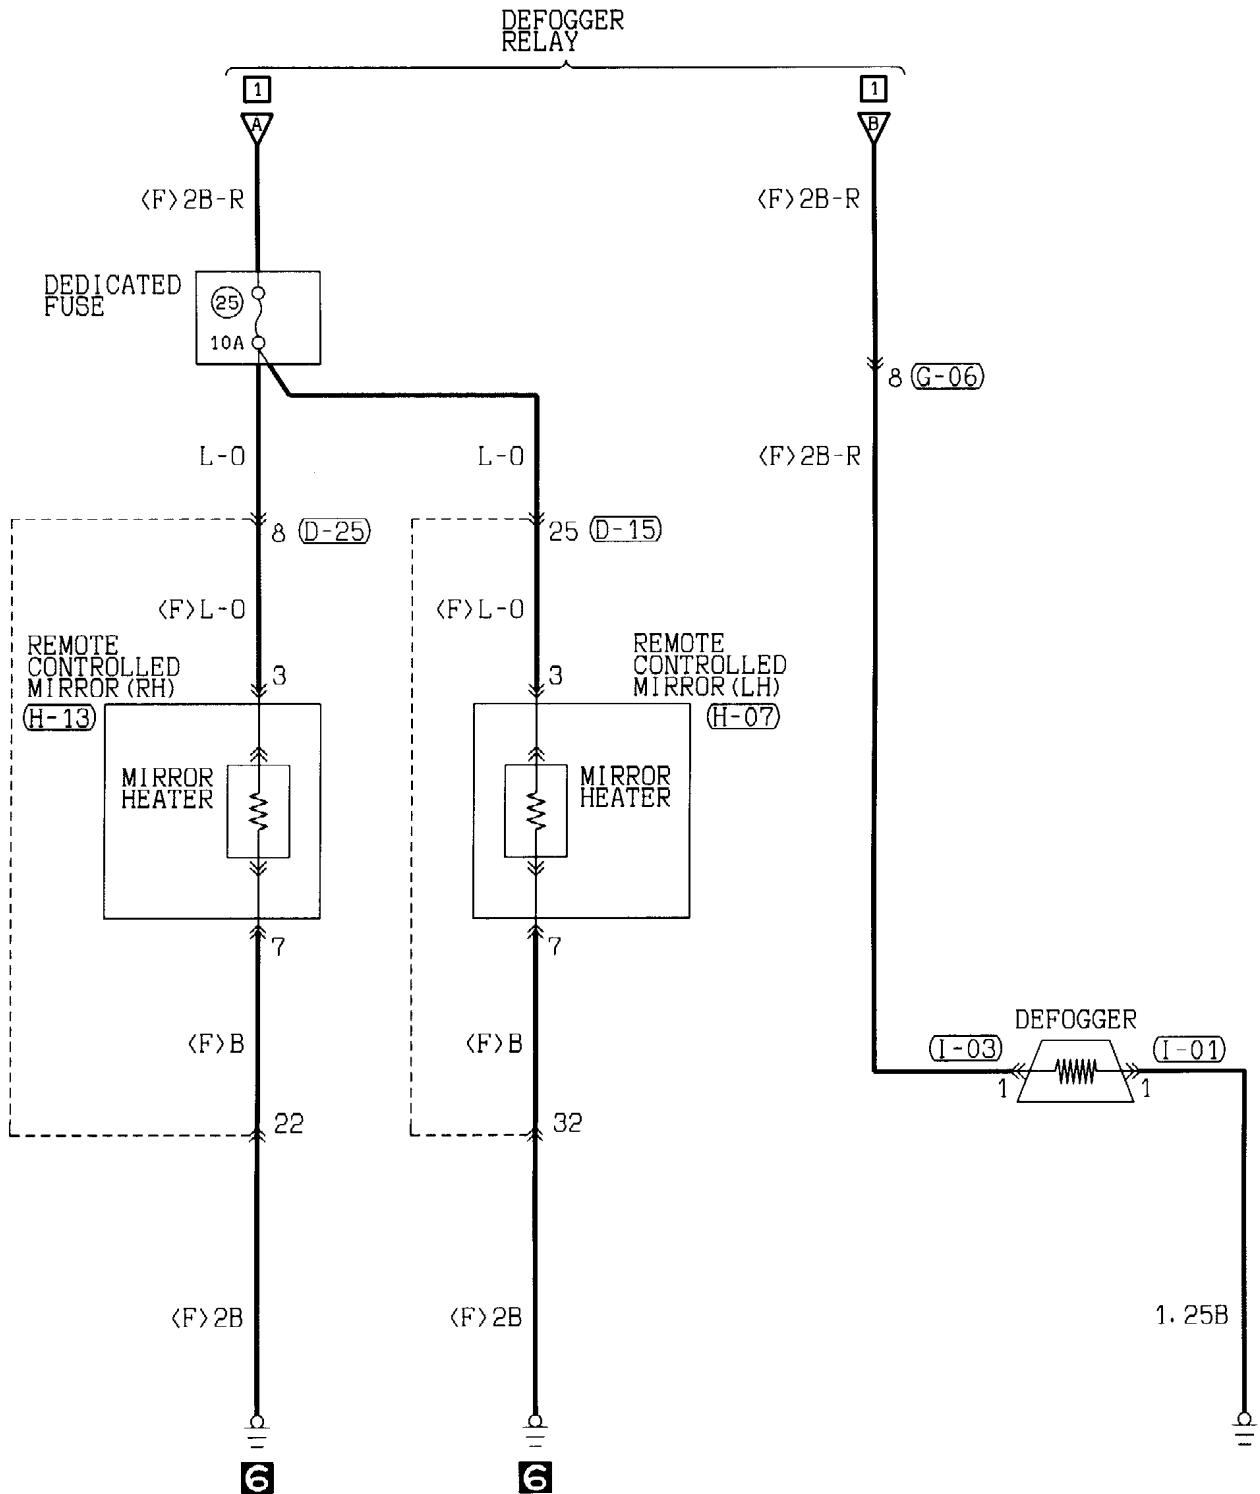 DEFOGGER
RELAY
1
1
A
B
<F>2B-R
<F>2B-R
DEDICATED
FUSE
25
10A
8 (G-06)
L-O
L-O
<F>2B-R
8 (D-25)
25 (D-15)
<F>L-O
<F>L-O
REMOTE
CONTROLLED
MIRROR(RH)
(H-13)
3
3
REMOTE
CONTROLLED
MIRROR(LH)
(H-07)
MIRROR
HEATER
MIRROR
HEATER
7
7
<F>B
<F>B
DEFOGGER
(I-03)
(I-01)
1
1
22
32
<F>2B
<F>2B
1.25B
6
6